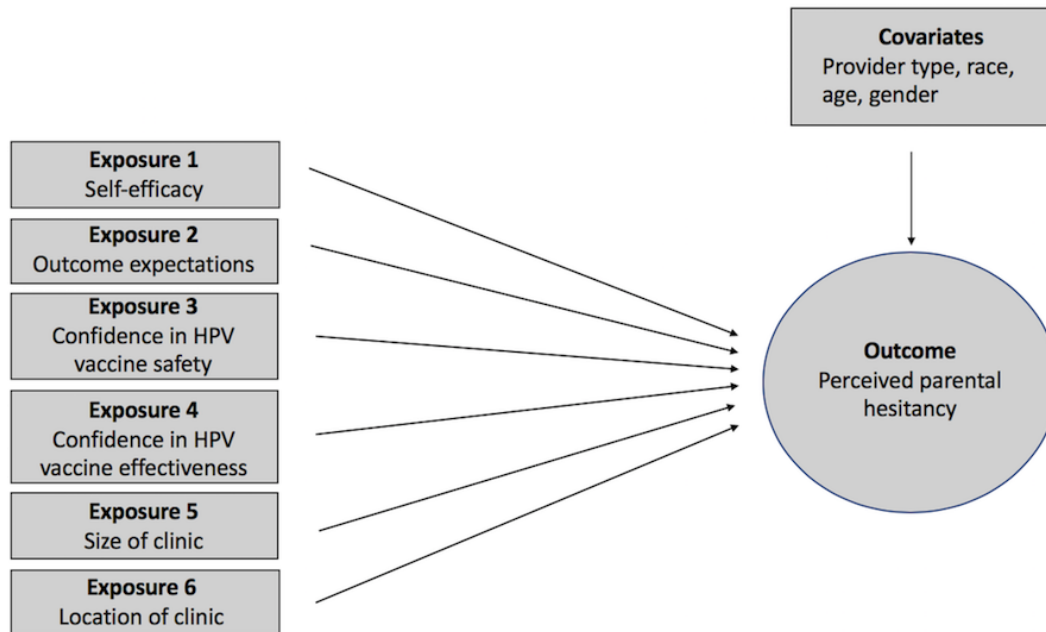 Covariates
Provider type, race,
age, gender
Exposure 1
Self-efficacy
Exposure 2
Outcome expectations
Exposure 3
Confidence in HPV
vaccine safety
Exposure 4
Confidence in HPV
vaccine effectiveness
Exposure 5
Size of clinic
Exposure 6
Location of clinic
Outcome
Perceived parental
hesitancy